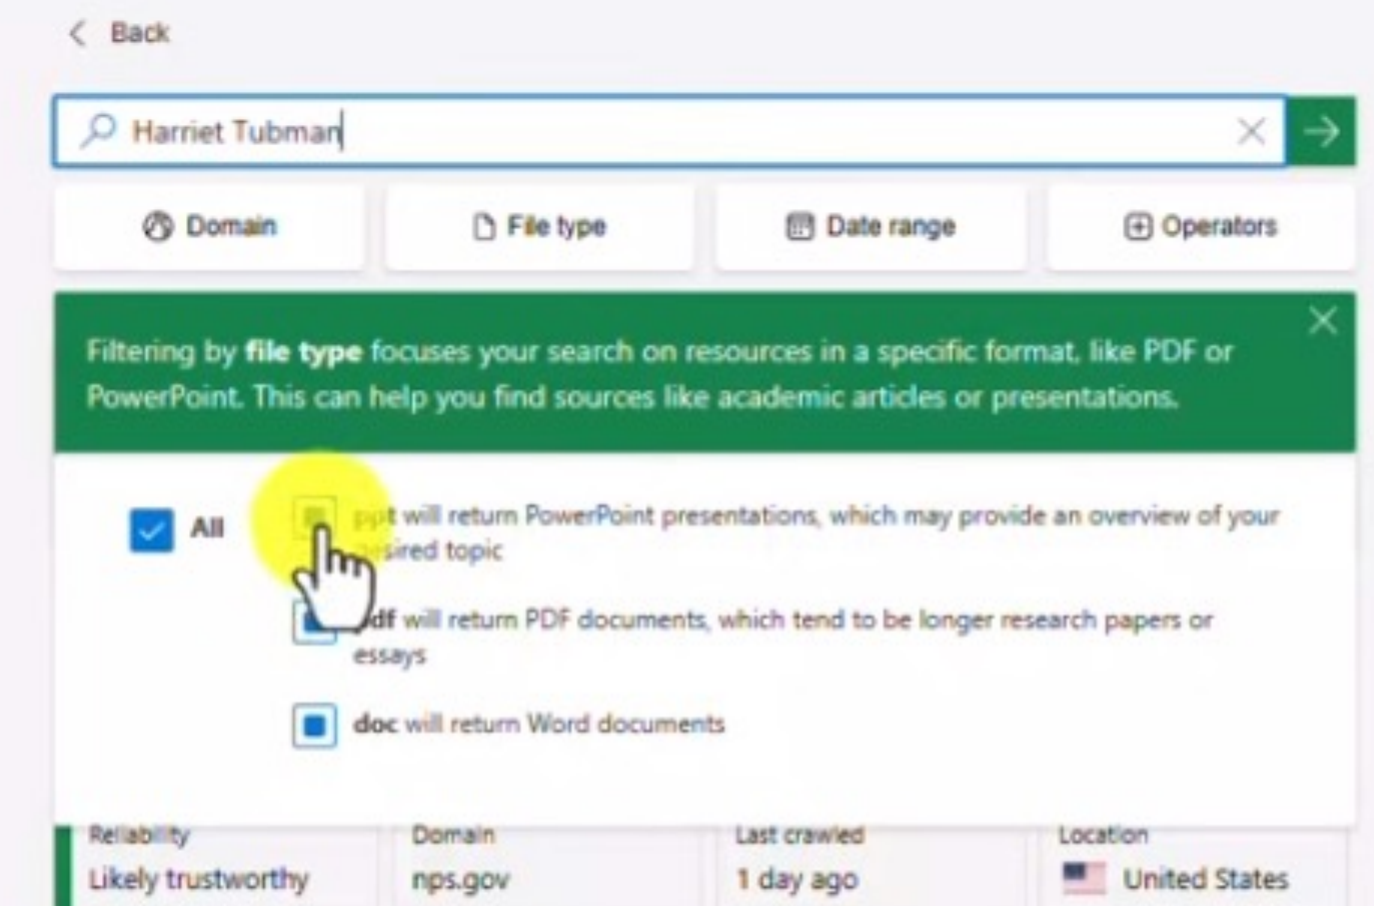 Back
Harriet Tubman
Domain
File type
Date range
Operators
Filtering by file type focuses your search on resources in a specific format, like PDF or
PowerPoint. This can help you find sources like academic articles or presentations.
All
ppt will return PowerPoint presentations, which may provide an overview of your
desired topic
pdf will return PDF documents, which tend to be longer research papers or
essays
doc will return Word documents
Reliability
Domain
Last crawled
Location
Likely trustworthy
nps.gov
1 day ago
United States